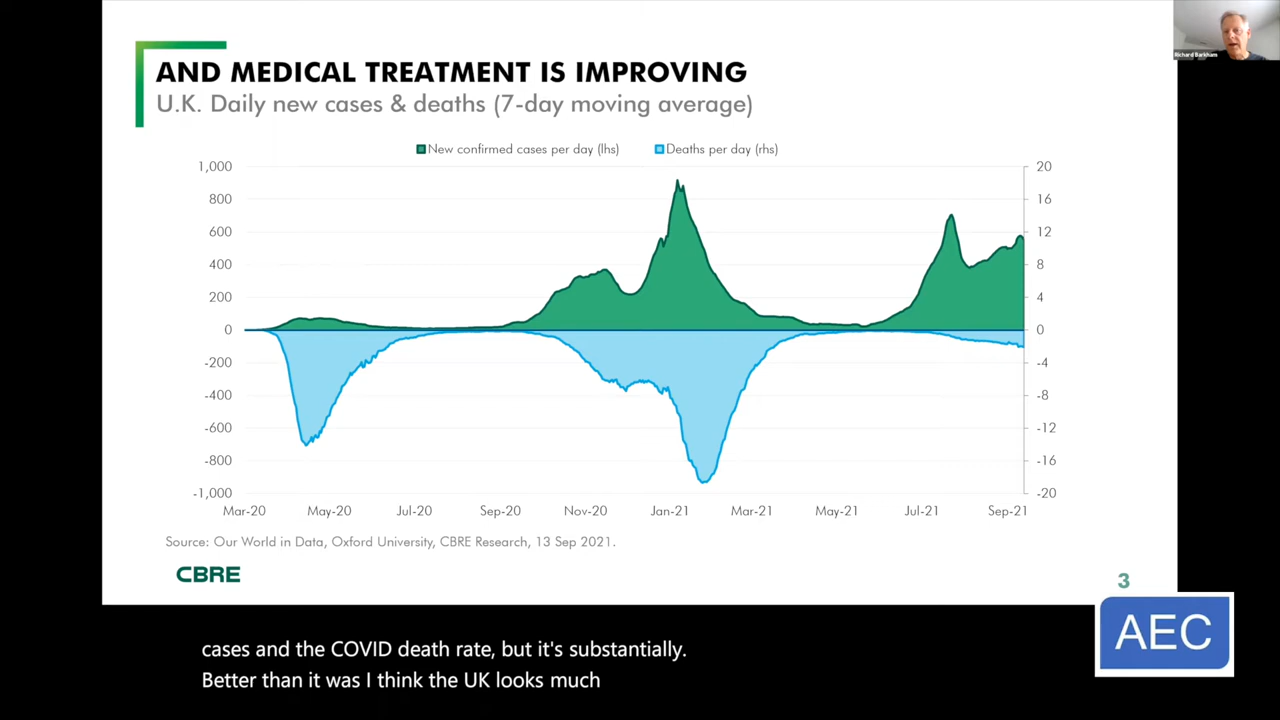 Richard Barkham
AND MEDICAL TREATMENT IS IMPROVING
U.K. Daily new cases & deaths (7-day moving average)
New confirmed cases per day (lhs) Deaths per day (rhs)
1,000 20
800 16
600 12
400 8
200 4
0 0
-200 -4
-400 -8
-600 -12
-800 -16
-1,000 -20
Mar-20 May-20 Jul-20 Sep-20 Nov-20 Jan-21 Mar-21 May-21 Jul-21 Sep-21
Source: Our World in Data, Oxford University, CBRE Research, 13 Sep 2021.
CBRE
3
AEC
cases and the COVID death rate, but it's substantially.
Better than it was I think the UK looks much